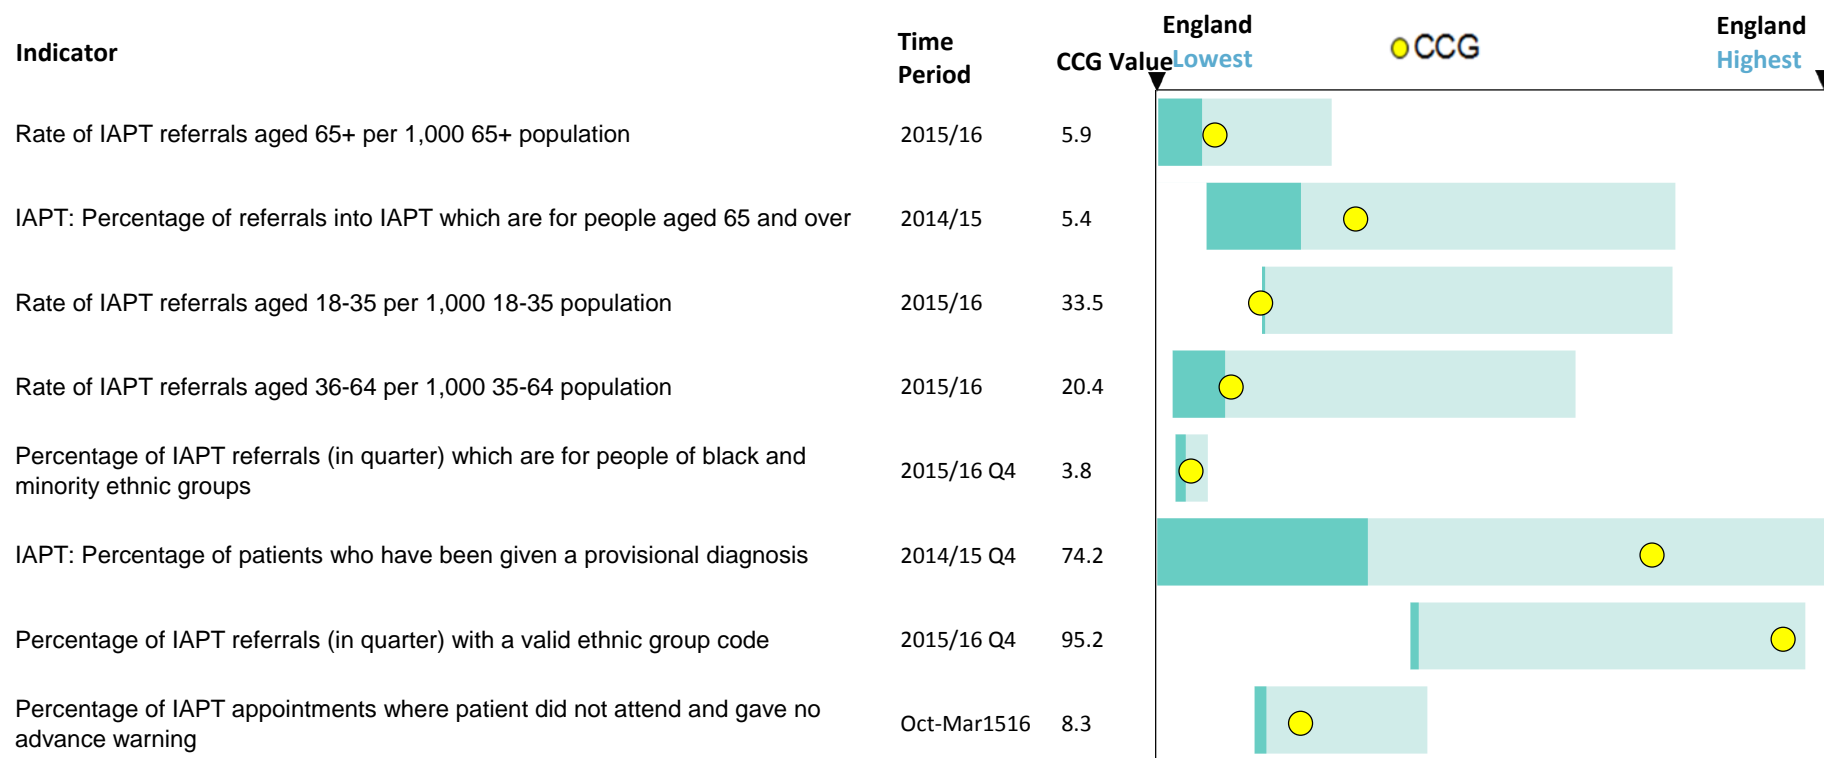 Indicator
Time
Period
CCG Value
England
Lowest
CCG
England
Highest
Rate of IAPT referrals aged 65+ per 1,000 65+ population 2015/16 5.9
IAPT: Percentage of referrals into IAPT which are for people aged 65 and over 2014/15 5.4
Rate of IAPT referrals aged 18-35 per 1,000 18-35 population 2015/16 33.5
Rate of IAPT referrals aged 36-64 per 1,000 35-64 population 2015/16 20.4
Percentage of IAPT referrals (in quarter) which are for people of black and
minority ethnic groups
2015/16 Q4 3.8
IAPT: Percentage of patients who have been given a provisional diagnosis 2014/15 Q4 74.2
Percentage of IAPT referrals (in quarter) with a valid ethnic group code 2015/16 Q4 95.2
Percentage of IAPT appointments where patient did not attend and gave no
advance warning
Oct-Mar1516 8.3